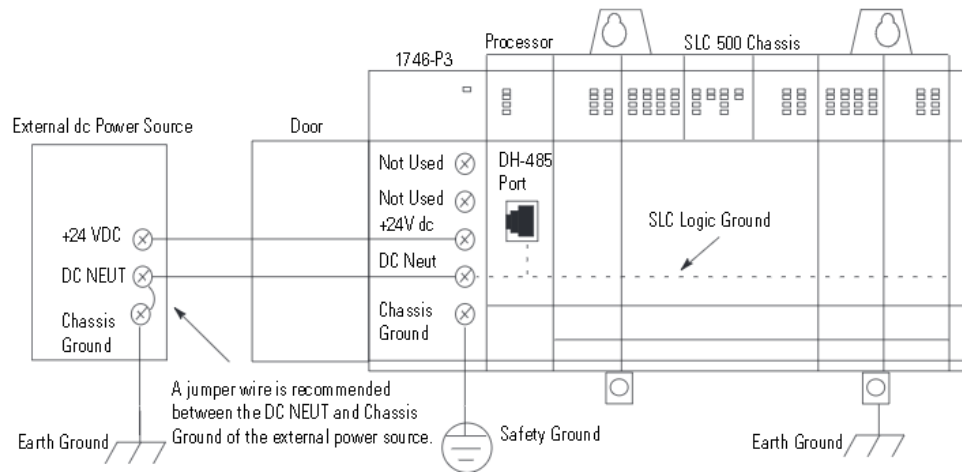 Processor
SLC 500 Chassis
1746-P3
External dc Power Source
Door
Not Used
DH-485
Port
Not Used
+24V dc
SLC Logic Ground
+24 VDC
DC Neut
DC NEUT
Chassis
Ground
Chassis
Ground
A jumper wire is recommended
between the DC NEUT and Chassis
Ground of the external power source.
Earth Ground
Safety Ground
Earth Ground